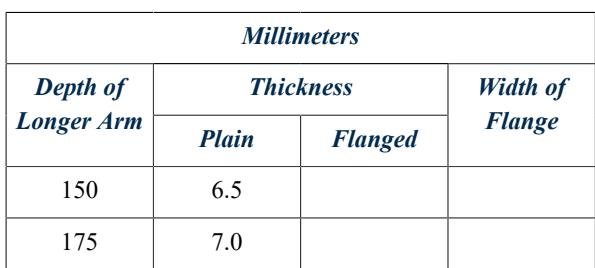 Millimeters
Depth of Longer Arm Thickness Width of Flange
Plain Flanged
150 6.5
175 7.0